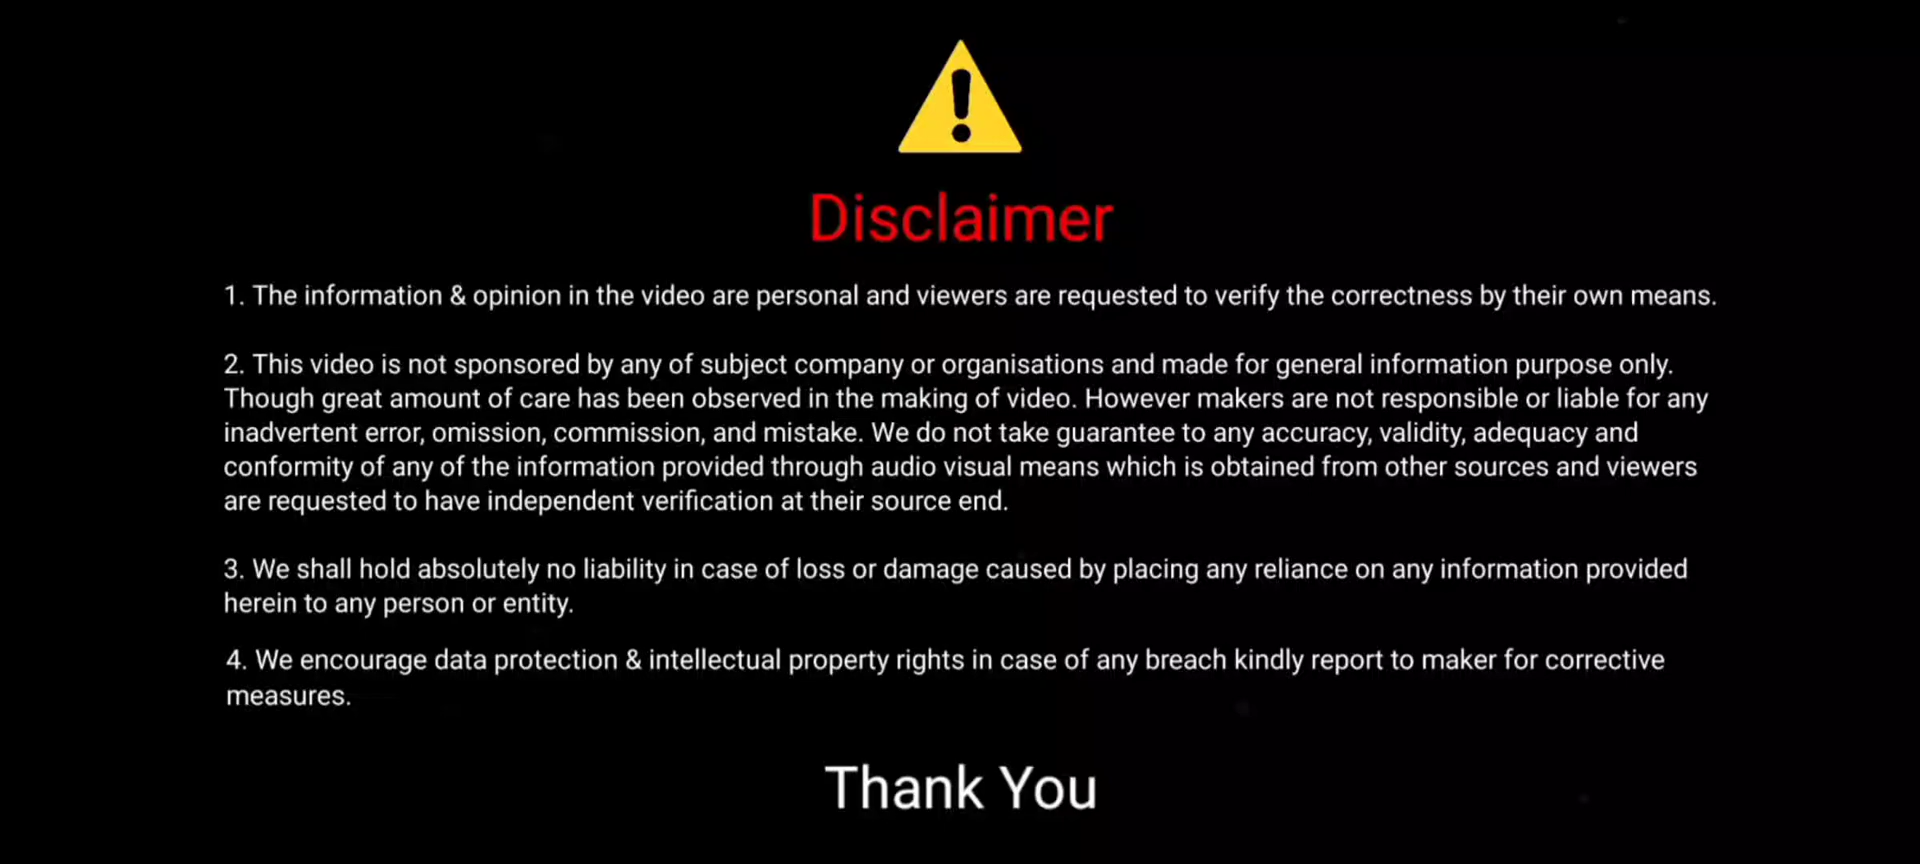 Disclaimer
1. The information & opinion in the video are personal and viewers are requested to verify the correctness by their own means.
2. This video is not sponsored by any of subject company or organisations and made for general information purpose only.
Though great amount of care has been observed in the making of video. However makers are not responsible or liable for any
inadvertent error, omission, commission, and mistake. We do not take guarantee to any accuracy, validity, adequacy and
conformity of any of the information provided through audio visual means which is obtained from other sources and viewers
are requested to have independent verification at their source end.
3. We shall hold absolutely no liability in case of loss or damage caused by placing any reliance on any information provided
herein to any person or entity.
4. We encourage data protection & intellectual property rights in case of any breach kindly report to maker for corrective
measures.
Thank You